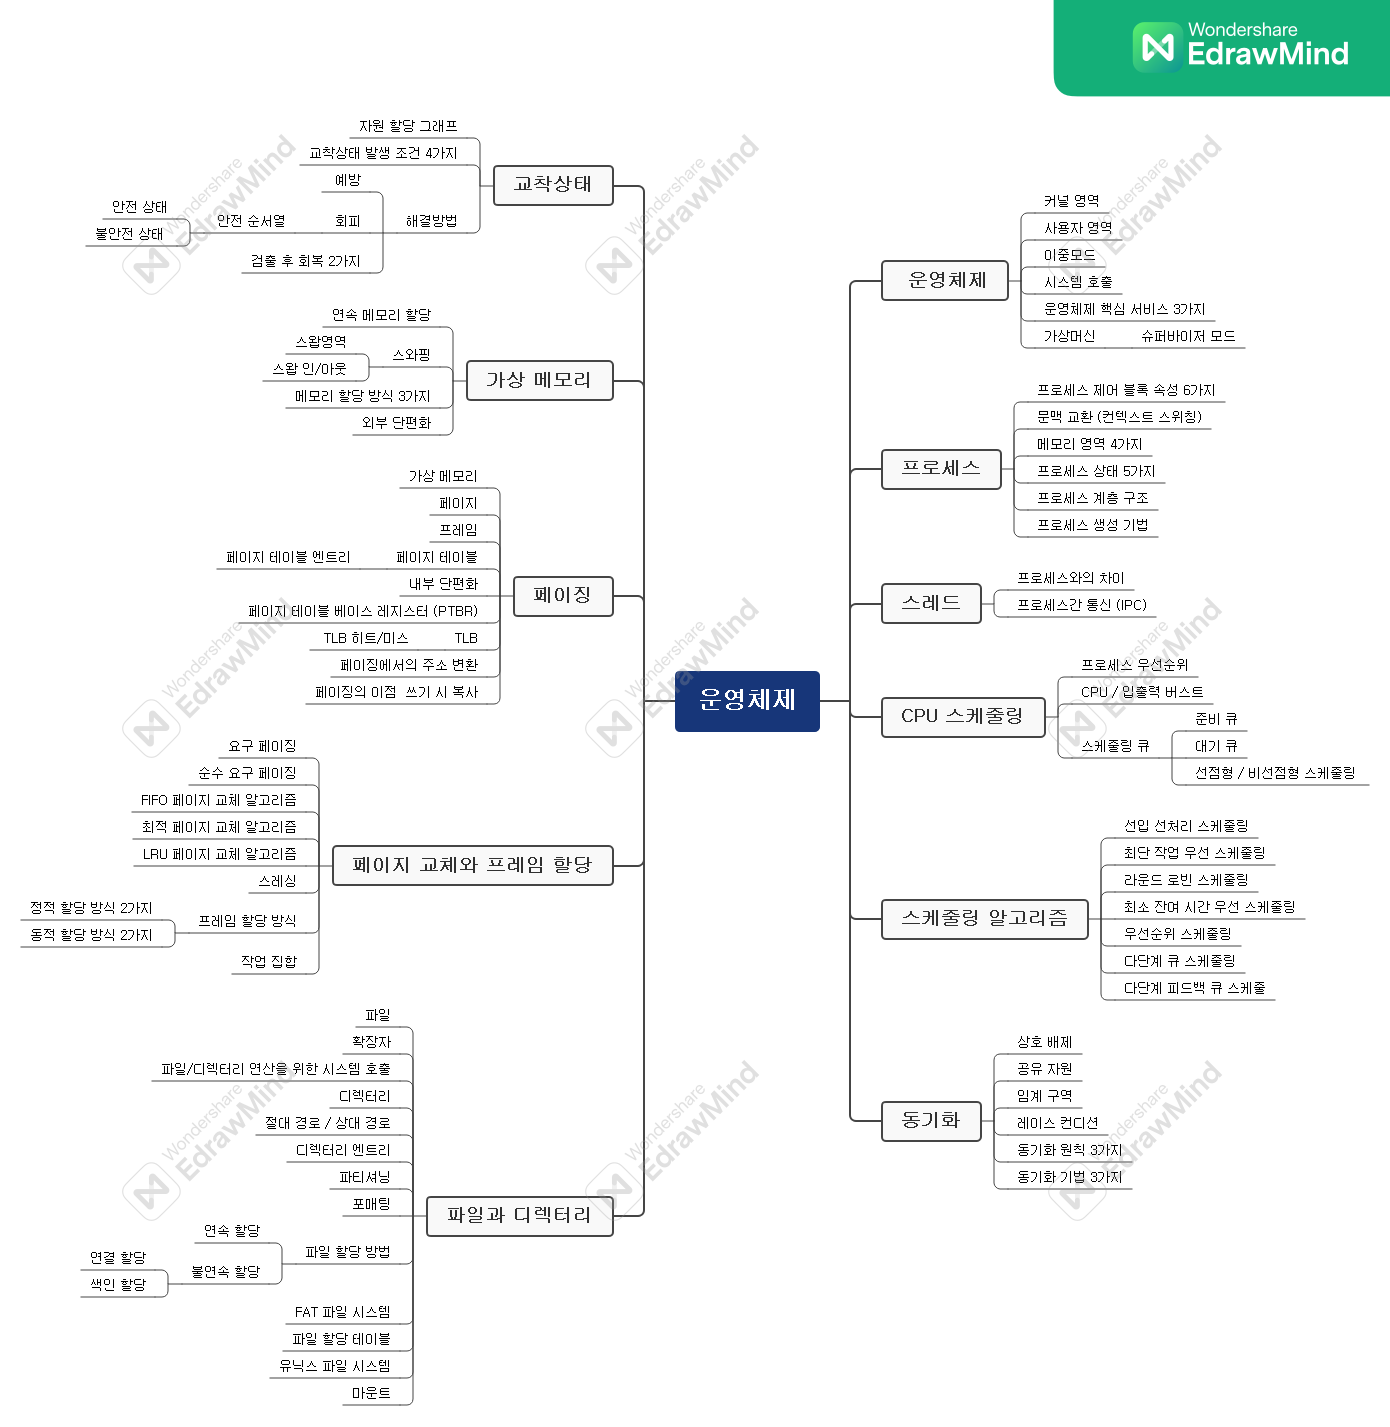 Wondershare
EdrawMind
운영체제
교착상태
자원 할당 그래프
교착상태 발생 조건 4가지
해결방법
예방
회피
안전 순서열
안전 상태
불안전 상태
검출 후 회복 2가지
가상 메모리
연속 메모리 할당
스와핑
스왑영역
스왑 인/아웃
메모리 할당 방식 3가지
외부 단편화
페이징
가상 메모리
페이지
프레임
페이지 테이블
페이지 테이블 엔트리
내부 단편화
페이지 테이블 베이스 레지스터 (PTBR)
TLB
TLB 히트/미스
페이징에서의 주소 변환
페이징의 이점 쓰기 시 복사
페이지 교체와 프레임 할당
요구 페이징
순수 요구 페이징
FIFO 페이지 교체 알고리즘
최적 페이지 교체 알고리즘
LRU 페이지 교체 알고리즘
스레싱
프레임 할당 방식
정적 할당 방식 2가지
동적 할당 방식 2가지
작업 집합
파일과 디렉터리
파일
확장자
파일/디렉터리 연산을 위한 시스템 호출
디렉터리
절대 경로 / 상대 경로
디렉터리 엔트리
파티셔닝
포매팅
파일 할당 방법
연속 할당
불연속 할당
연결 할당
색인 할당
FAT 파일 시스템
파일 할당 테이블
유닉스 파일 시스템
마운트
운영체제
커널 영역
사용자 영역
이중모드
시스템 호출
운영체제 핵심 서비스 3가지
가상머신
슈퍼바이저 모드
프로세스
프로세스 제어 블록 속성 6가지
문맥 교환 (컨텍스트 스위칭)
메모리 영역 4가지
프로세스 상태 5가지
프로세스 계층 구조
프로세스 생성 기법
스레드
프로세스와의 차이
프로세스간 통신 (IPC)
CPU 스케줄링
프로세스 우선순위
CPU / 입출력 버스트
스케줄링 큐
준비 큐
대기 큐
선점형 / 비선점형 스케줄링
스케줄링 알고리즘
선입 선처리 스케줄링
최단 작업 우선 스케줄링
라운드 로빈 스케줄링
최소 잔여 시간 우선 스케줄링
우선순위 스케줄링
다단계 큐 스케줄링
다단계 피드백 큐 스케줄
동기화
상호 배제
공유 자원
임계 구역
레이스 컨디션
동기화 원칙 3가지
동기화 기법 3가지
Wondershare
EdrawMind
Wondershare
EdrawMind
Wondershare
EdrawMind
Wondershare
EdrawMind
Wondershare
EdrawMind
Wondershare
EdrawMind
Wondershare
EdrawMind
Wondershare
EdrawMind
Wondershare
EdrawMind